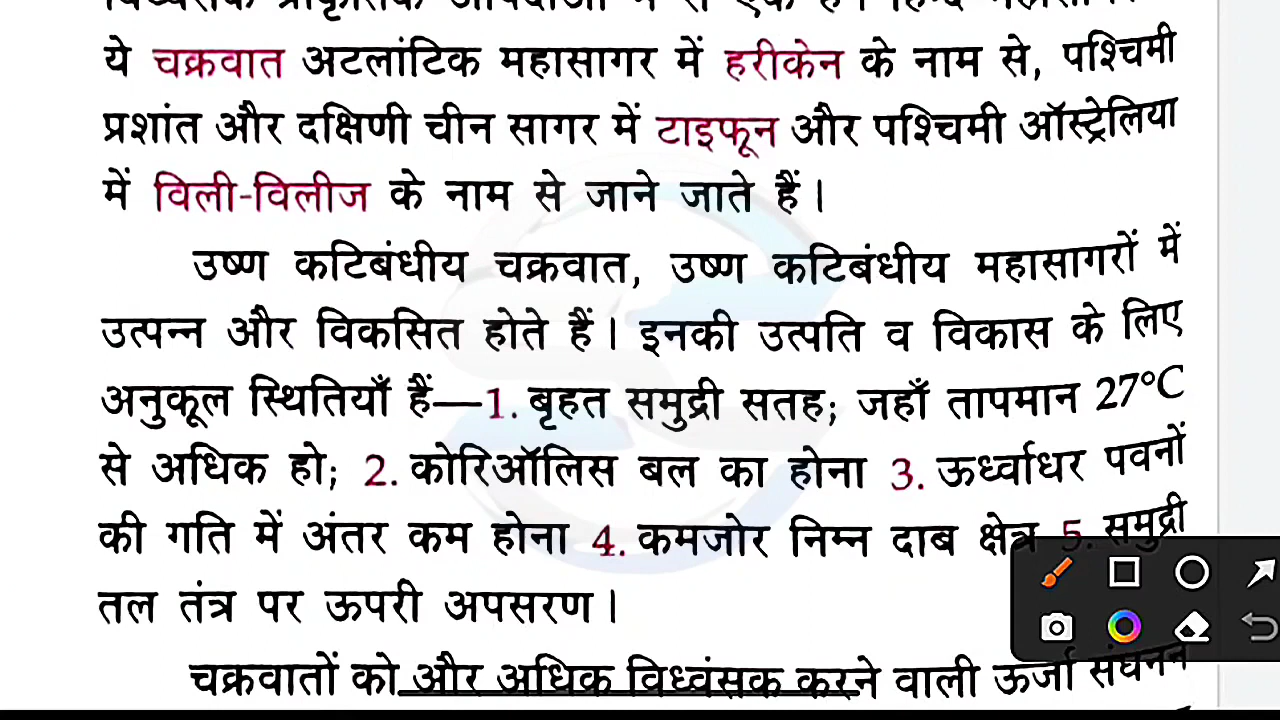 ये चक्रवात अटलांटिक महासागर में हरीकेन के नाम से, पश्चिमी
प्रशांत और दक्षिणी चीन सागर में टाइफून और पश्चिमी ऑस्ट्रेलिया
में विली-विलीज के नाम से जाने जाते हैं।
उष्ण कटिबंधीय चक्रवात, उष्ण कटिबंधीय महासागरों में
उत्पन्न और विकसित होते हैं। इनकी उत्पति व विकास के लिए
अनुकूल स्थितियाँ हैं—1. बृहत समुद्री सतह; जहाँ तापमान 27°C
से अधिक हो; 2. कोरिऑलिस बल का होना 3. ऊर्ध्वाधर पवनों
की गति में अंतर कम होना 4. कमजोर निम्न दाब क्षेत्र 5. समुद्री
तल तंत्र पर ऊपरी अपसरण।
चक्रवातों को और अधिक विध्वंसक करने वाली ऊर्जा संघनन